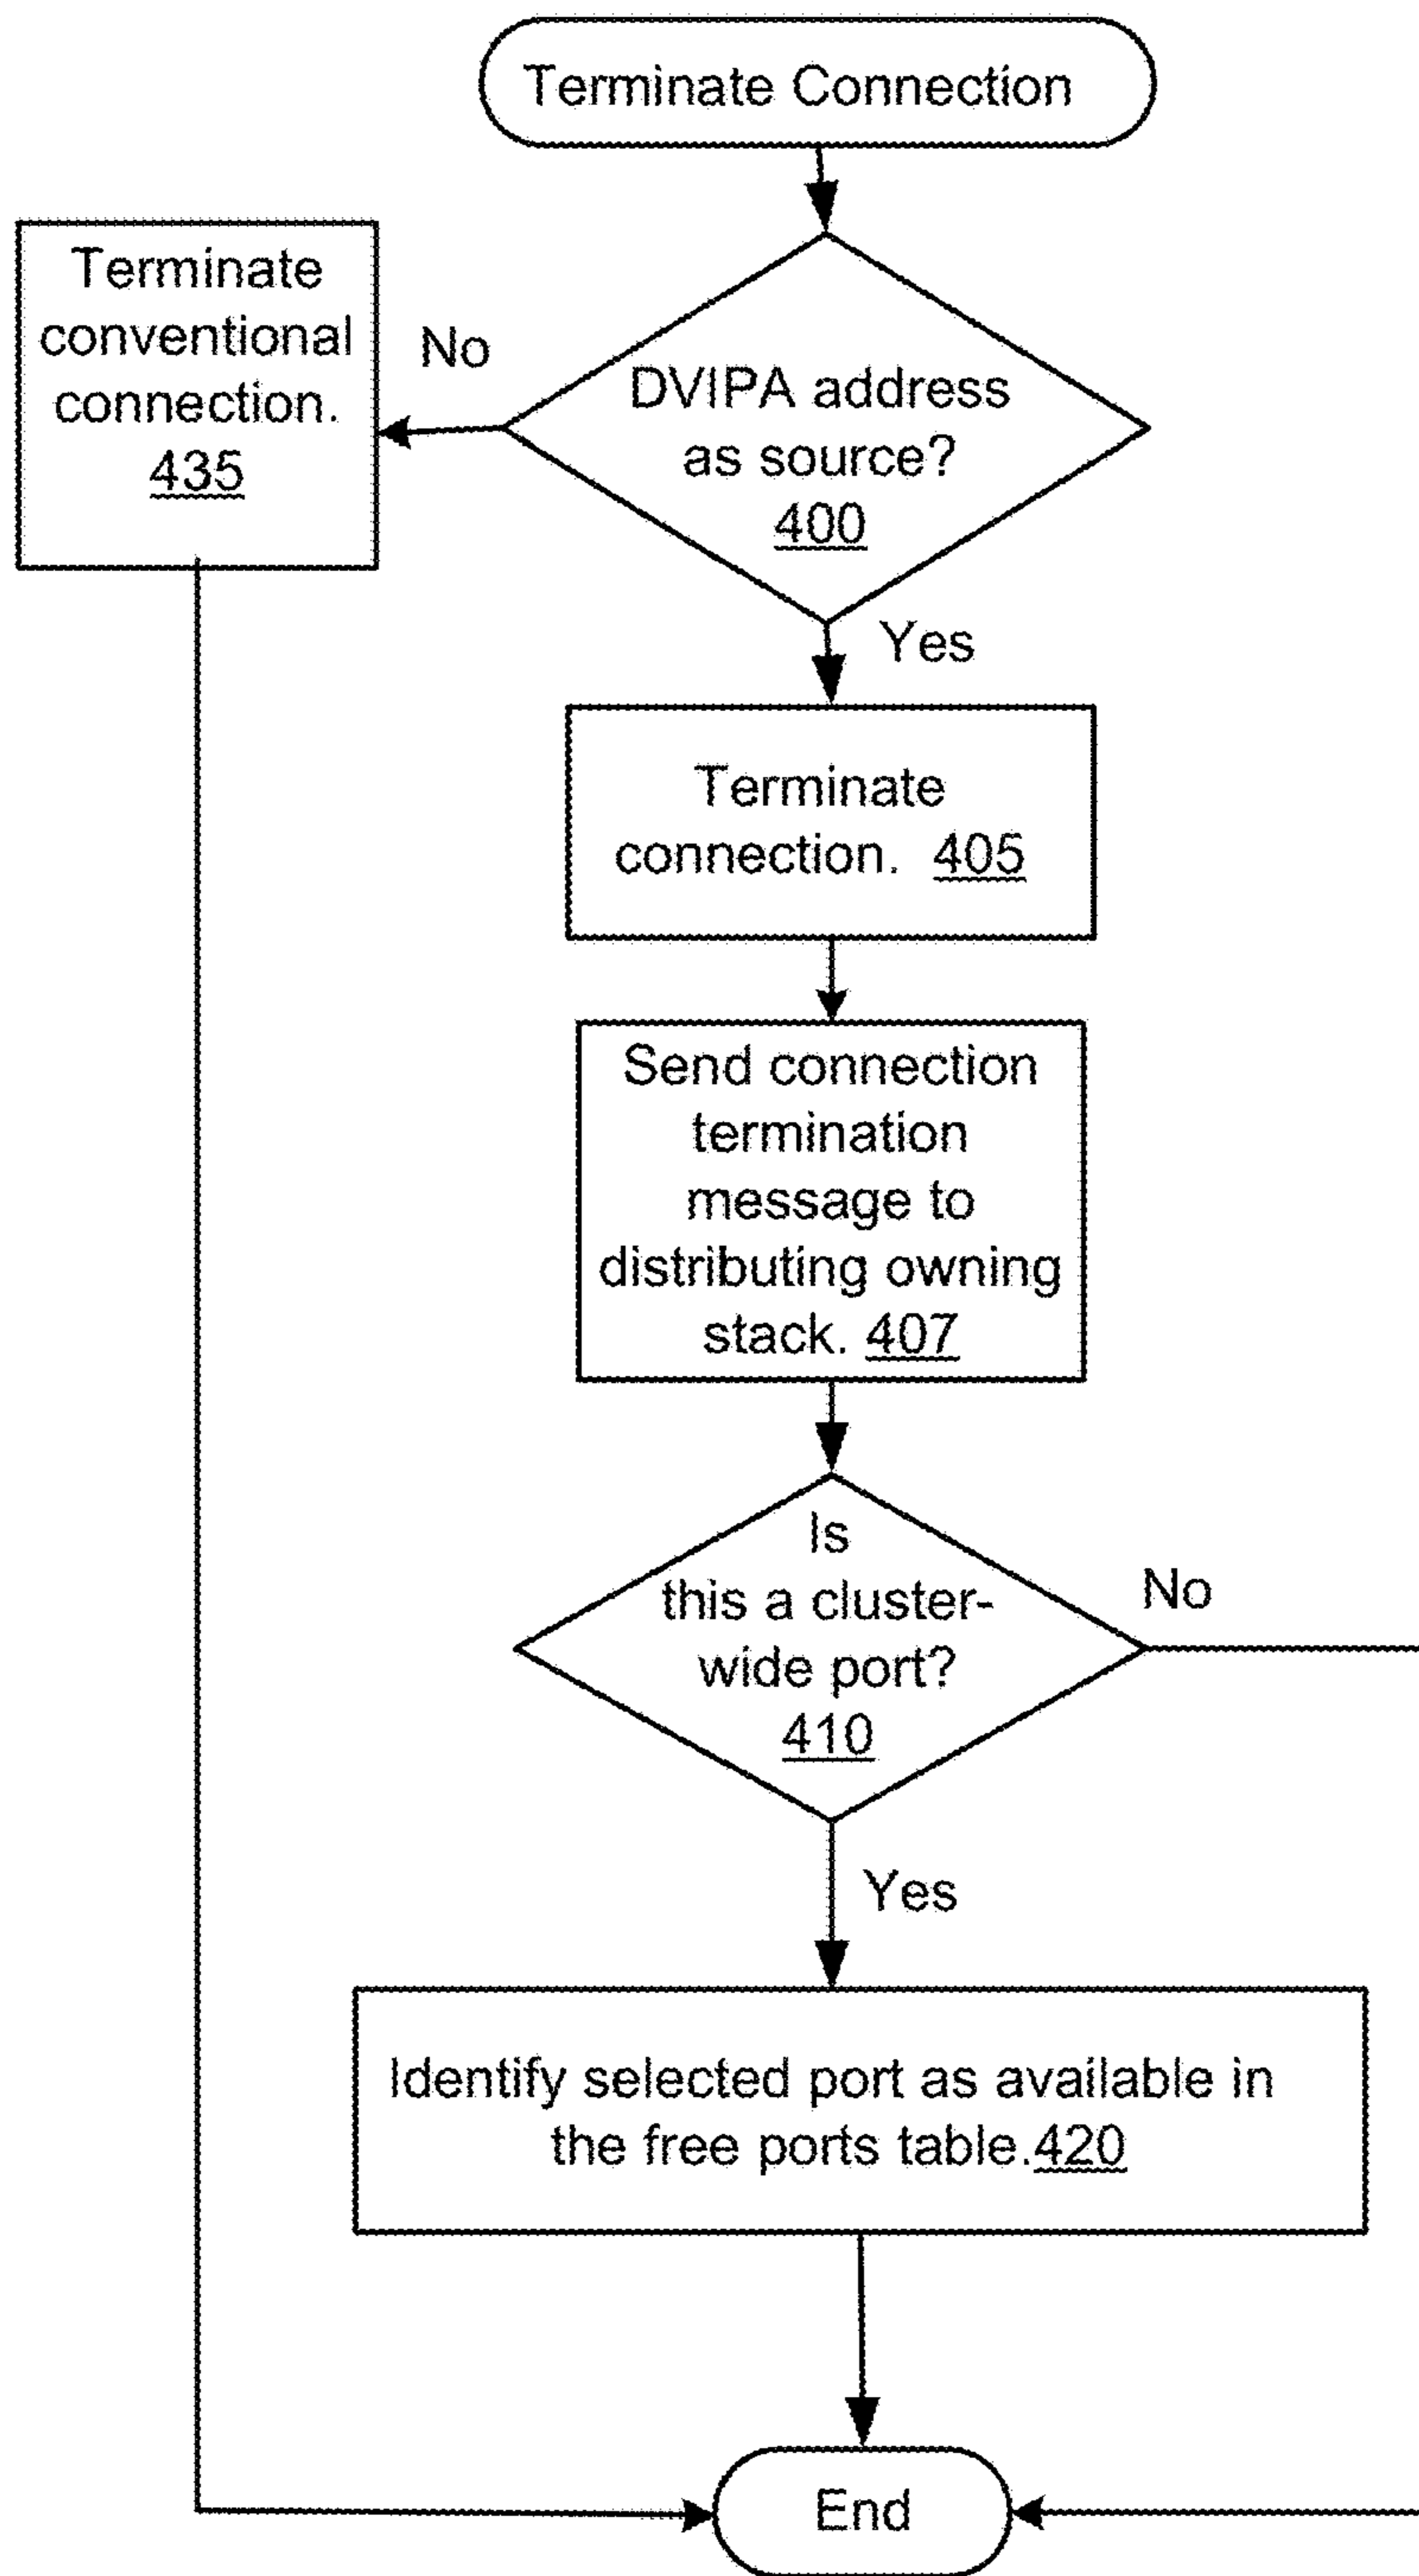 Terminate Connection
Terminate
conventional
connection.
435
No
DVIPA address
as source?
400
Yes
Terminate
connection. 405
Send connection
termination
message to
distributing owning
stack. 407
Is
this a cluster-
wide port?
410
No
Yes
Identify selected port as available in
the free ports table.420
End